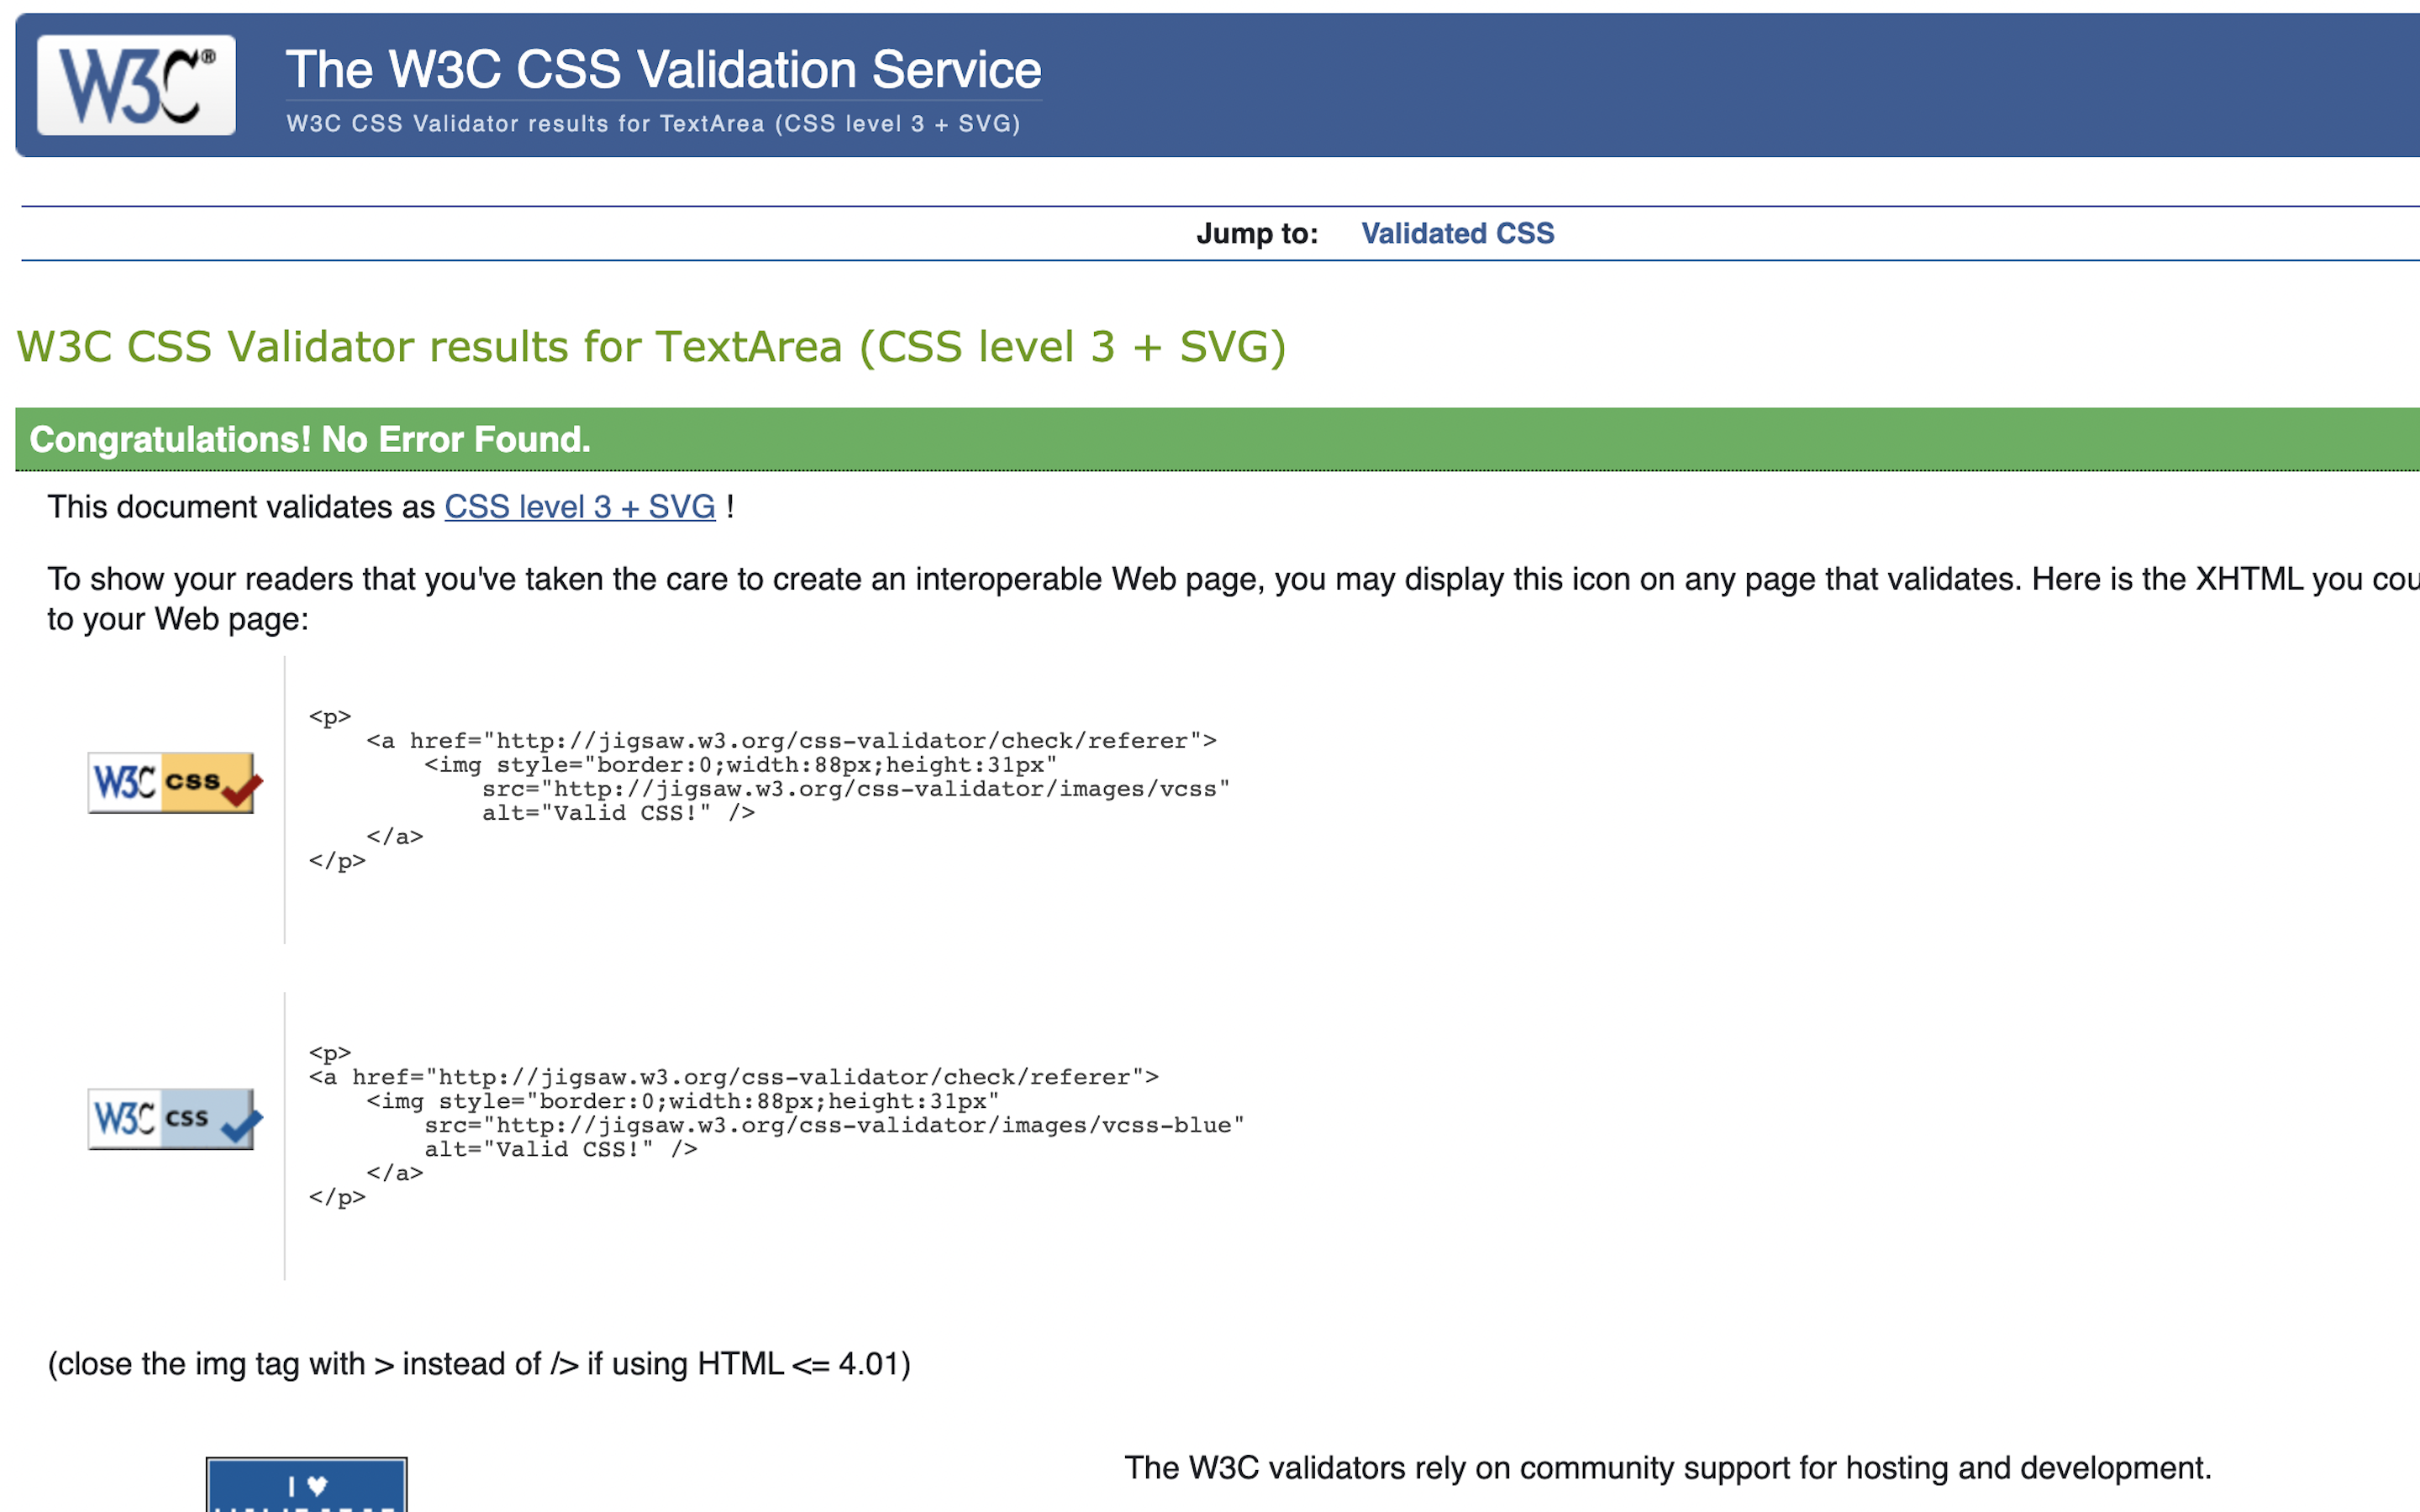 W3C®
The W3C CSS Validation Service
W3C CSS Validator results for TextArea (CSS level 3 + SVG)
Jump to: Validated CSS
W3C CSS Validator results for TextArea (CSS level 3 + SVG)
Congratulations! No Error Found.
This document validates as CSS level 3 + SVG !
To show your readers that you've taken the care to create an interoperable Web page, you may display this icon on any page that validates. Here is the XHTML you
to your Web page:
W3C css
<p>
<a href="http://jigsaw.w3.org/css-validator/check/referer">
<img style="border:0;width:88px;height:31px"
src="http://jigsaw.w3.org/css-validator/images/vcss"
alt="Valid CSS!" />
</a>
</p>
W3C css
<p>
<a href="http://jigsaw.w3.org/css-validator/check/referer">
<img style="border:0;width:88px;height:31px"
src="http://jigsaw.w3.org/css-validator/images/vcss-blue"
alt="Valid CSS!" />
</a>
</p>
(close the img tag with > instead of /> if using HTML <= 4.01)
I ♥
The W3C validators rely on community support for hosting and development.